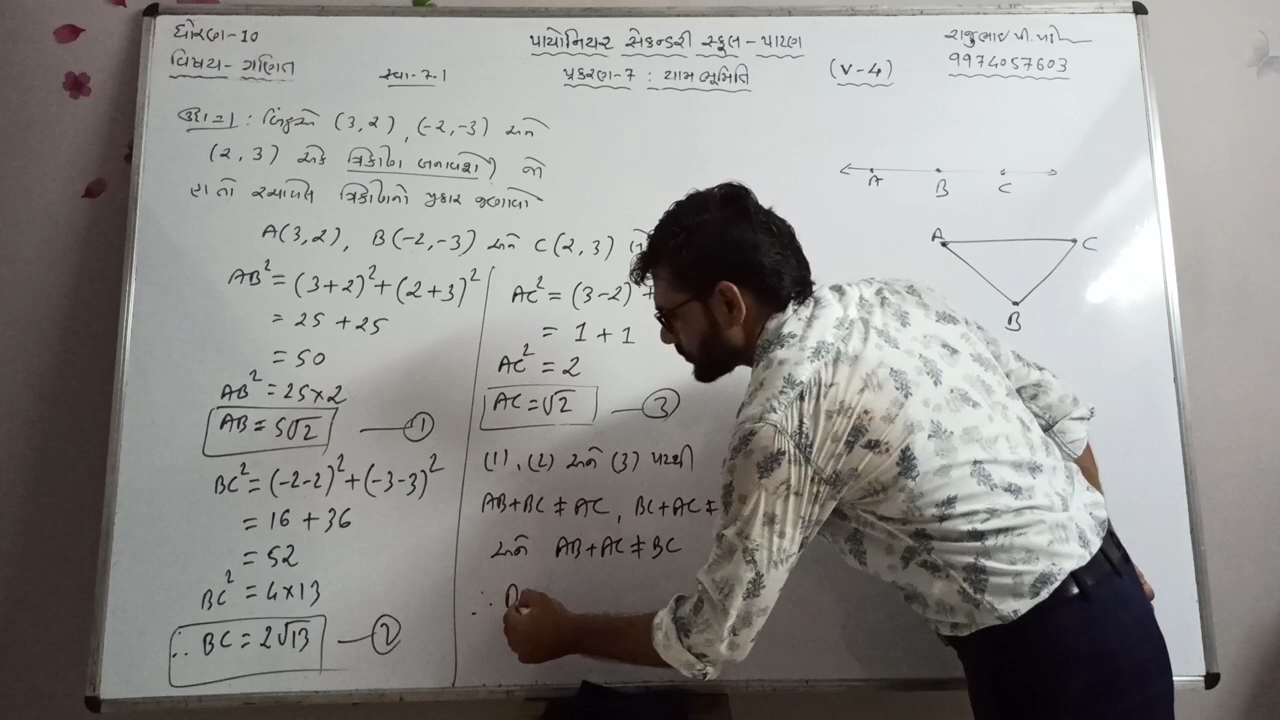 ધોરણ-10
વિષય- ગણિત
સ્વા-7.1
પાયોનિયર સેકન્ડરી સ્કૂલ - પાટણ
પ્રકરણ-7 : યામ ભૂમિતિ
(V-4)
રાજુભાઇ પી.
9974057603
દા.1 : બિંદુઓ (3, 2), (-2, -3) અને
(2, 3) એક ત્રિકોણ બનાવશે? જો
હા તો રચાયેલ ત્રિકોણનો પ્રકાર જણાવો
A(3,2), B(-2,-3) અને C(2,3)
AB² = (3+2)² + (2+3)²
= 25 + 25
= 50
AB² = 25×2
AB = 5√2 —①
BC² = (-2-2)² + (-3-3)²
= 16 + 36
= 52
BC² = 4×13
∴ BC = 2√13 —②
AC² = (3-2)² +
= 1 + 1
AC² = 2
AC = √2 —③
(1), (2) અને (3) પરથી
AB+BC ≠ AC, BC+AC ≠
અને AB+AC ≠ BC
∴
A B C
A C
B